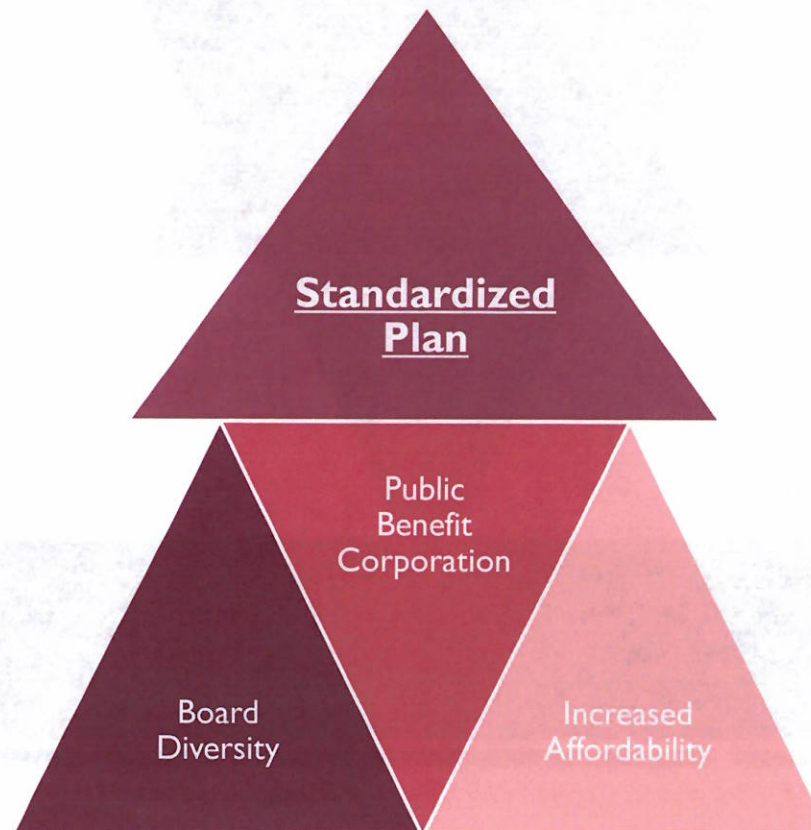 Standardized
Plan
Public
Benefit
Corporation
Board
Diversity
Increased
Affordability